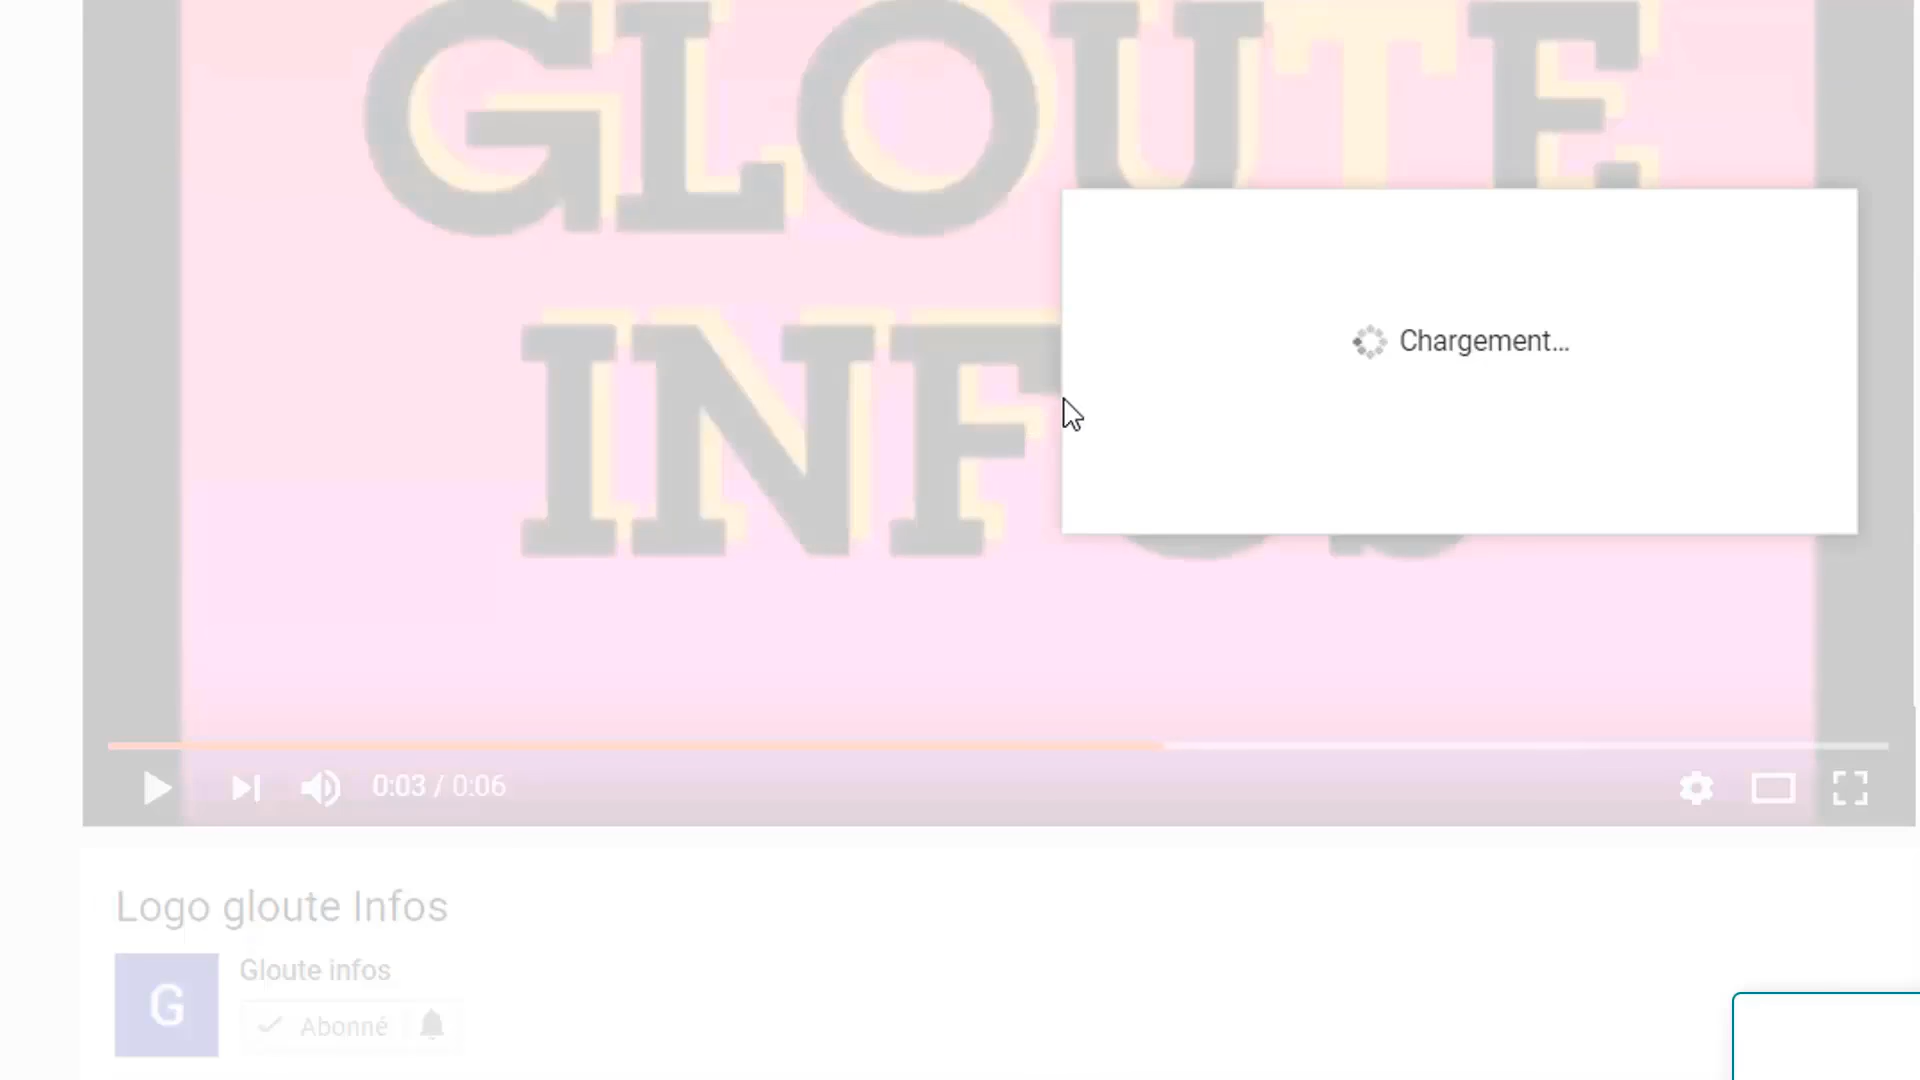 GLOUTE
INF
Chargement...
0:03 / 0:06
Logo gloute Infos
G
Gloute infos
Abonné